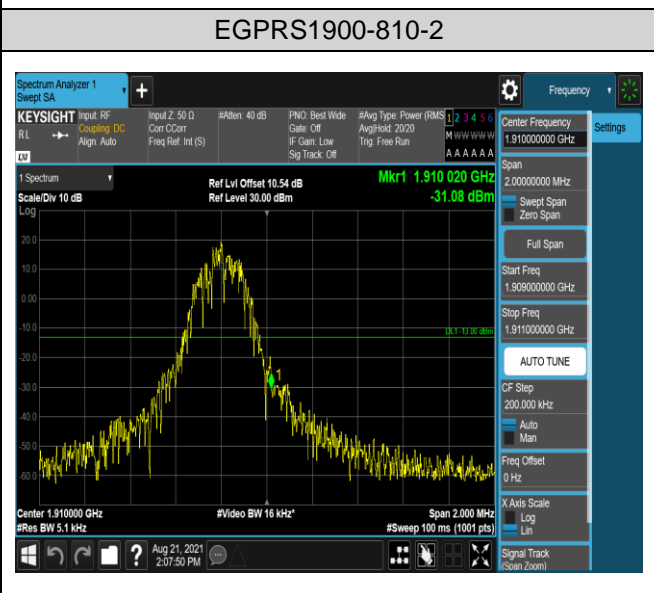 EGPRS1900-810-2
Spectrum Analyzer 1
Swept SA
+
Frequency
KEYSIGHT
RL
LXI
Input: RF
Coupling: DC
Align: Auto
Input Z: 50 Ω
Corr CCorr
Freq Ref: Int (S)
#Atten: 40 dB
PNO: Best Wide
Gate: Off
IF Gain: Low
Sig Track: Off
#Avg Type: Power (RMS
Avg|Hold: 20/20
Trig: Free Run
1 2 3 4 5 6
M W W W W W
A A A A A A
1 Spectrum
Scale/Div 10 dB
Ref Lvl Offset 10.54 dB
Ref Level 30.00 dBm
Mkr1 1.910 020 GHz
-31.08 dBm
Log
20.0
10.0
0.00
-10.0
-20.0
-30.0
-40.0
-50.0
-60.0
DL1 -13.00 dBm
1
Center 1.910000 GHz
#Res BW 5.1 kHz
#Video BW 16 kHz*
Span 2.000 MHz
#Sweep 100 ms (1001 pts)
Center Frequency
1.910000000 GHz
Settings
Span
2.00000000 MHz
Swept Span
Zero Span
Full Span
Start Freq
1.909000000 GHz
Stop Freq
1.911000000 GHz
AUTO TUNE
CF Step
200.000 kHz
Auto
Man
Freq Offset
0 Hz
X Axis Scale
Log
Lin
Signal Track
(Span Zoom)
?
Aug 21, 2021
2:07:50 PM